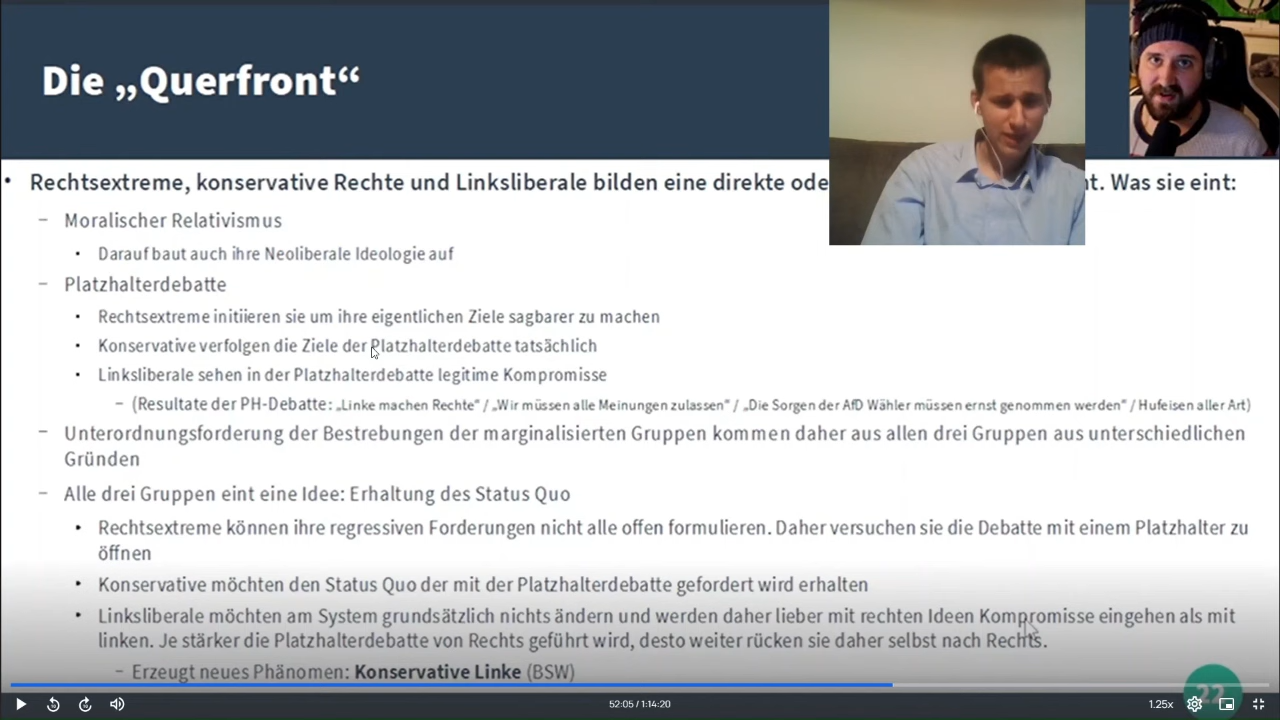 Die „Querfront“
• Rechtsextreme, konservative Rechte und Linksliberale bilden eine direkte ode t. Was sie eint:
– Moralischer Relativismus
• Darauf baut auch ihre Neoliberale Ideologie auf
– Platzhalterdebatte
• Rechtsextreme initiieren sie um ihre eigentlichen Ziele sagbarer zu machen
• Konservative verfolgen die Ziele der Platzhalterdebatte tatsächlich
• Linksliberale sehen in der Platzhalterdebatte legitime Kompromisse
– (Resultate der PH-Debatte: „Linke machen Rechte“ / „Wir müssen alle Meinungen zulassen“ / „Die Sorgen der AfD Wähler müssen ernst genommen werden“ / Hufeisen aller Art)
– Unterordnungsforderung der Bestrebungen der marginalisierten Gruppen kommen daher aus allen drei Gruppen aus unterschiedlichen
Gründen
– Alle drei Gruppen eint eine Idee: Erhaltung des Status Quo
• Rechtsextreme können ihre regressiven Forderungen nicht alle offen formulieren. Daher versuchen sie die Debatte mit einem Platzhalter zu
öffnen
• Konservative möchten den Status Quo der mit der Platzhalterdebatte gefordert wird erhalten
• Linksliberale möchten am System grundsätzlich nichts ändern und werden daher lieber mit rechten Ideen Kompromisse eingehen als mit
linken. Je stärker die Platzhalterdebatte von Rechts geführt wird, desto weiter rücken sie daher selbst nach Rechts.
– Erzeugt neues Phänomen: Konservative Linke (BSW)
22
52:05 / 1:14:20
1.25x